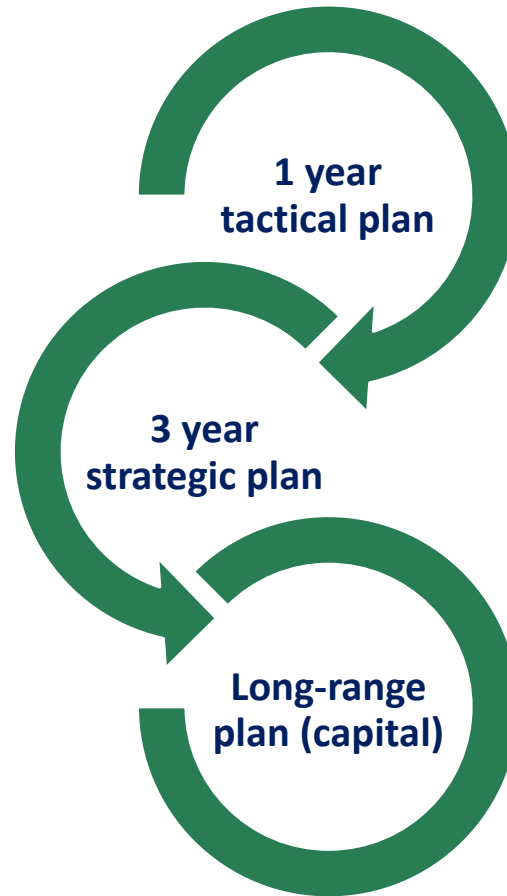 1 year
tactical plan
3 year
strategic plan
Long-range
plan (capital)